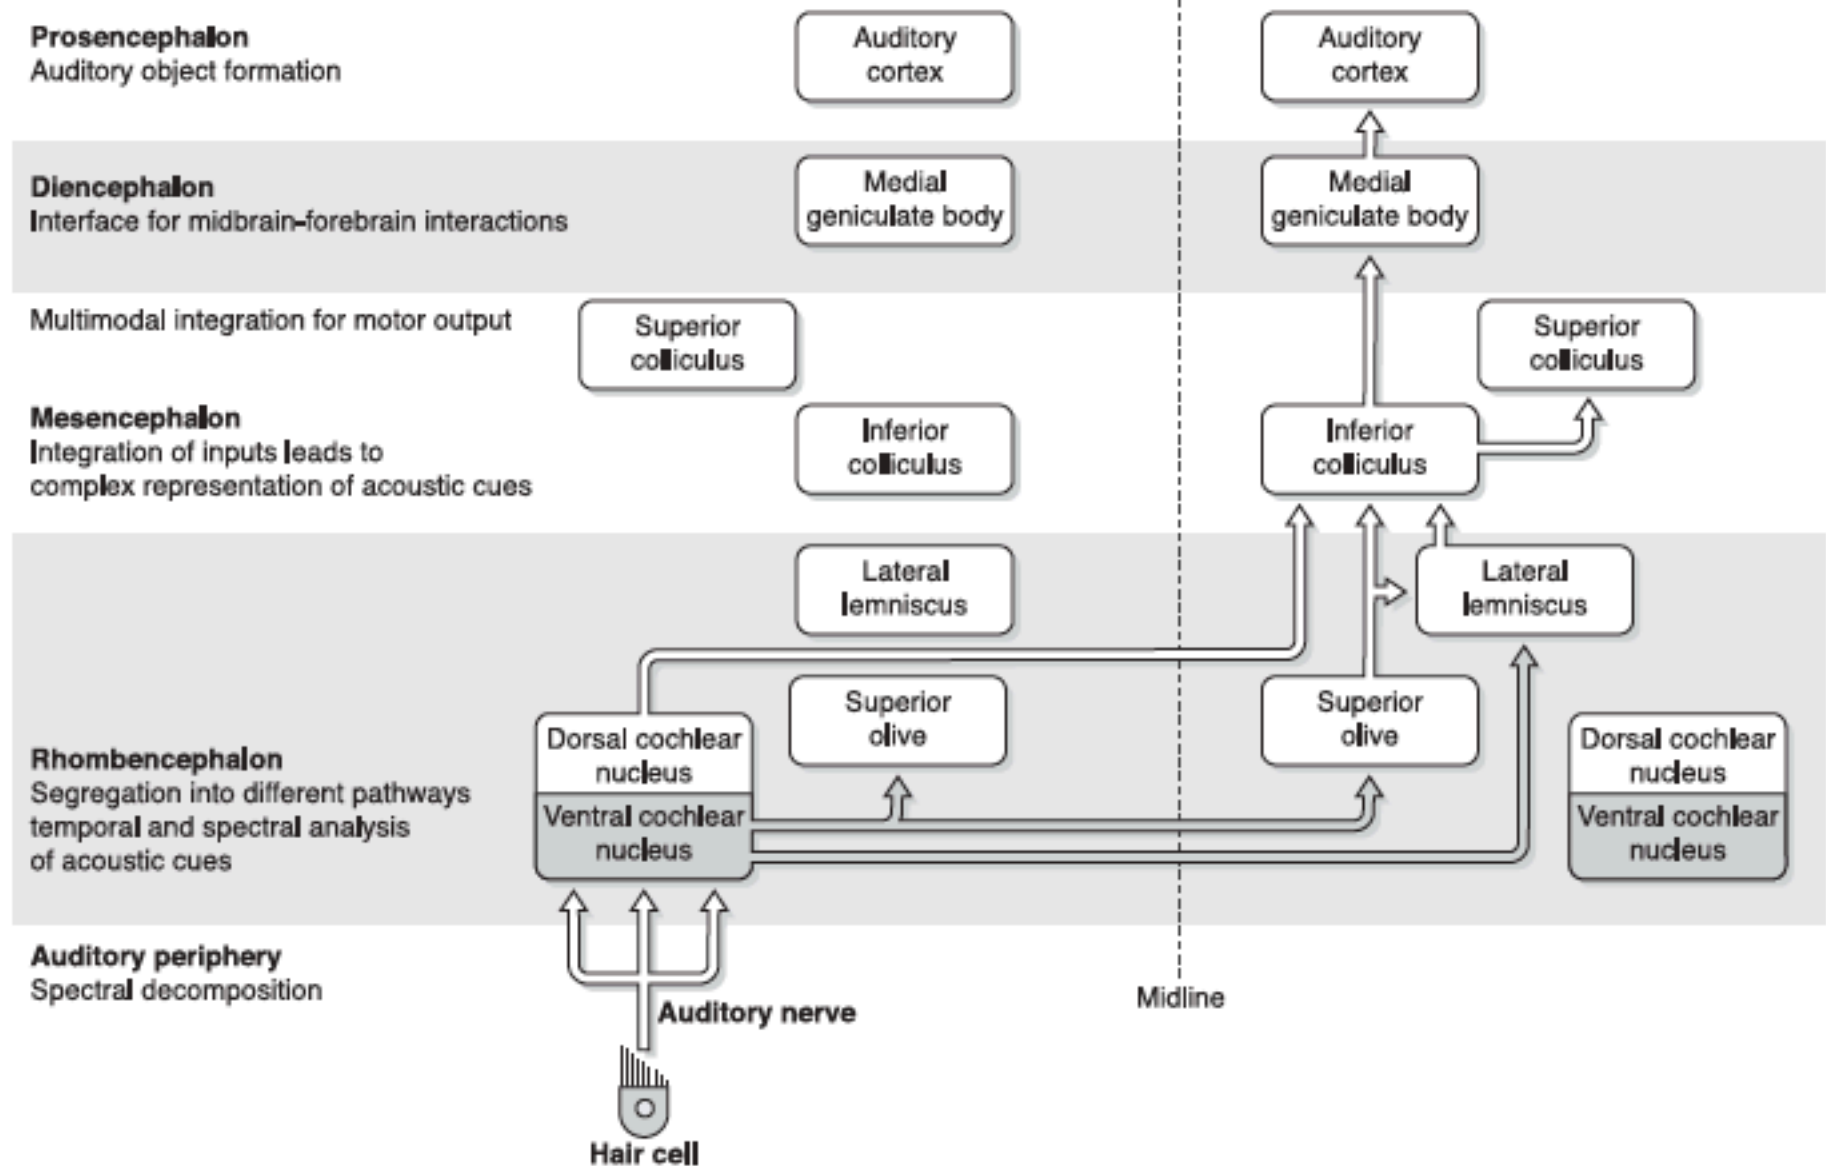 Prosencephalon
Auditory object formation
Auditory
cortex
Auditory
cortex
Diencephalon
Interface for midbrain-forebrain interactions
Medial
geniculate body
Medial
geniculate body
Multimodal integration for motor output
Superior
colliculus
Superior
colliculus
Mesencephalon
Integration of inputs leads to
complex representation of acoustic cues
Inferior
colliculus
Inferior
colliculus
Lateral
lemniscus
Lateral
lemniscus
Superior
olive
Superior
olive
Rhombencephalon
Segregation into different pathways
temporal and spectral analysis
of acoustic cues
Dorsal cochlear
nucleus
Ventral cochlear
nucleus
Dorsal cochlear
nucleus
Ventral cochlear
nucleus
Auditory periphery
Spectral decomposition
Auditory nerve
Midline
Hair cell